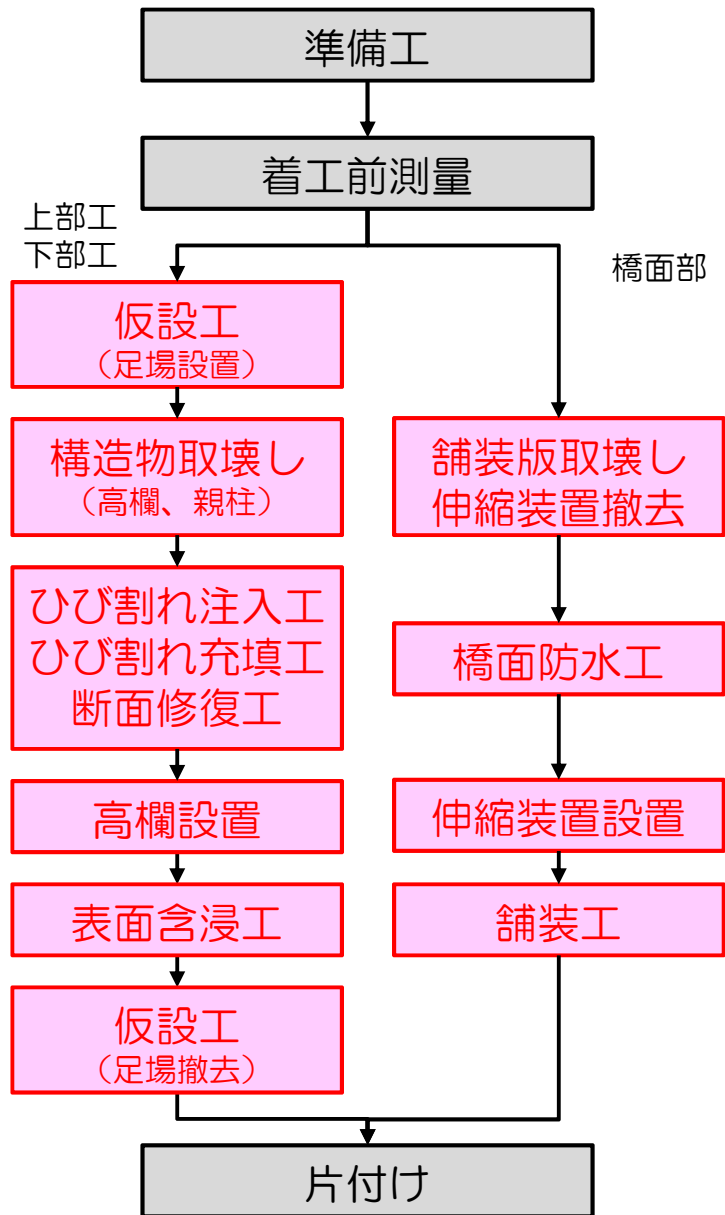 準備工
着工前測量
上部工
下部工
仮設工
（足場設置）
構造物取壊し
（高欄、親柱）
ひび割れ注入工
ひび割れ充填工
断面修復工
高欄設置
表面含浸工
仮設工
（足場撤去）
橋面部
舗装版取壊し
伸縮装置撤去
橋面防水工
伸縮装置設置
舗装工
片付け